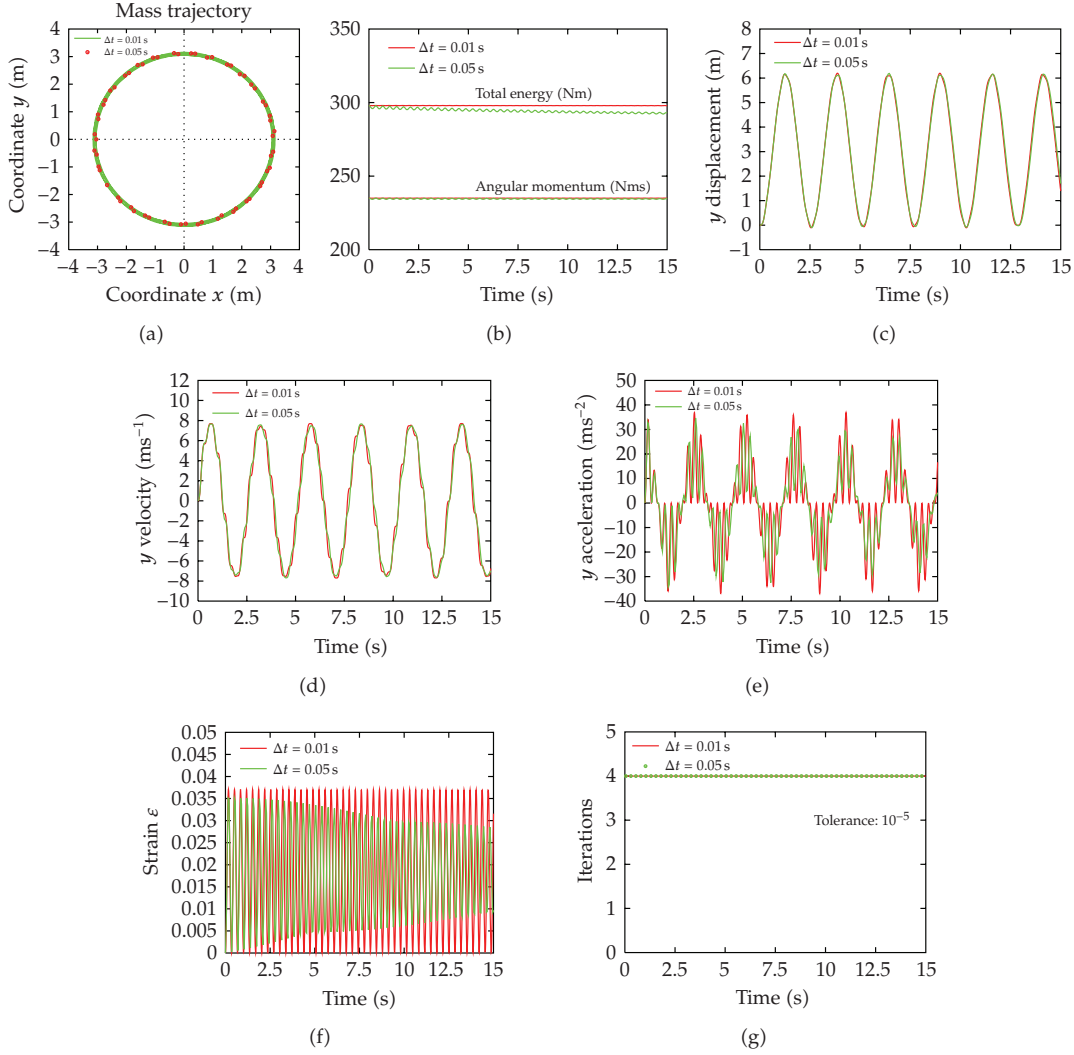 Mass trajectory
Δt = 0.01 s
Δt = 0.05 s
4
3
2
1
0
−1
−2
−3
−4
−4 −3 −2 −1 0 1 2 3 4
Coordinate y (m)
Coordinate x (m)
(a)
350
300
250
200
Δt = 0.01 s
Δt = 0.05 s
Total energy (Nm)
Angular momentum (Nms)
0 2.5 5 7.5 10 12.5 15
Time (s)
(b)
8
7
6
5
4
3
2
1
0
−1
y displacement (m)
Δt = 0.01 s
Δt = 0.05 s
0 2.5 5 7.5 10 12.5 15
Time (s)
(c)
12
10
8
6
4
2
0
−2
−4
−6
−8
−10
y velocity (ms−1)
Δt = 0.01 s
Δt = 0.05 s
0 2.5 5 7.5 10 12.5 15
Time (s)
(d)
50
40
30
20
10
0
−10
−20
−30
−40
y acceleration (ms−2)
Δt = 0.01 s
Δt = 0.05 s
0 2.5 5 7.5 10 12.5 15
Time (s)
(e)
0.05
0.045
0.04
0.035
0.03
0.025
0.02
0.015
0.01
0.005
0
Strain ε
Δt = 0.01 s
Δt = 0.05 s
0 2.5 5 7.5 10 12.5 15
Time (s)
(f)
5
4
3
2
1
0
Iterations
Δt = 0.01 s
Δt = 0.05 s
Tolerance: 10−5
0 2.5 5 7.5 10 12.5 15
Time (s)
(g)